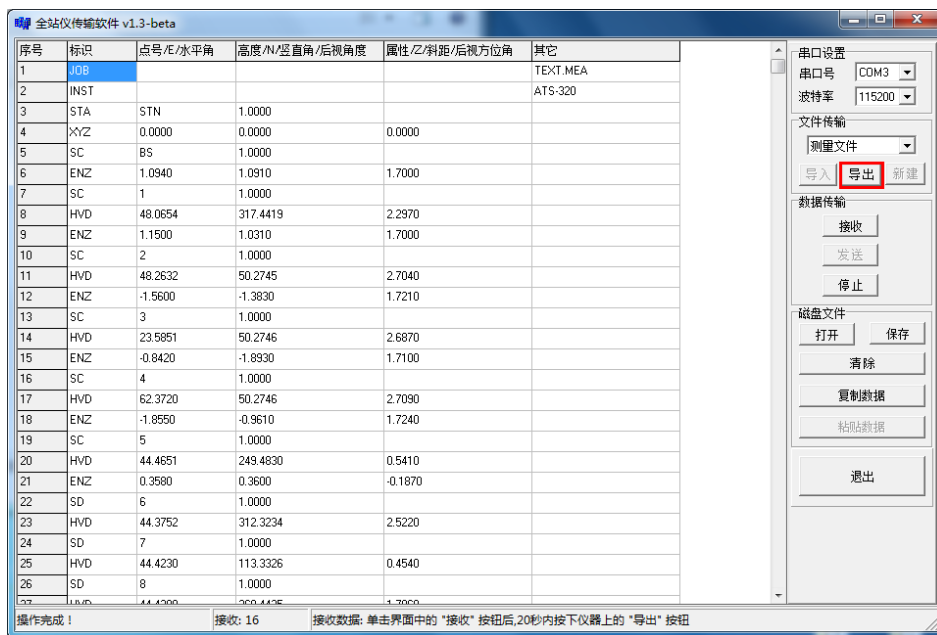 全站仪传输软件 v1.3-beta
序号 标识 点号/E/水平角 高度/N/竖直角/后视角度 属性/Z/斜距/后视方位角 其它
1 JOB TEXT.MEA
2 INST ATS-320
3 STA STN 1.0000
4 XYZ 0.0000 0.0000 0.0000
5 SC BS 1.0000
6 ENZ 1.0940 1.0910 1.7000
7 SC 1 1.0000
8 HVD 48.0654 317.4419 2.2970
9 ENZ 1.1500 1.0310 1.7000
10 SC 2 1.0000
11 HVD 48.2632 50.2745 2.7040
12 ENZ -1.5600 -1.3830 1.7210
13 SC 3 1.0000
14 HVD 23.5851 50.2746 2.6870
15 ENZ -0.8420 -1.8930 1.7100
16 SC 4 1.0000
17 HVD 62.3720 50.2746 2.7090
18 ENZ -1.8550 -0.9610 1.7240
19 SC 5 1.0000
20 HVD 44.4651 249.4830 0.5410
21 ENZ 0.3580 0.3600 -0.1870
22 SD 6 1.0000
23 HVD 44.3752 312.3234 2.5220
24 SD 7 1.0000
25 HVD 44.4230 113.3326 0.4540
26 SD 8 1.0000
串口设置
串口号 COM3
波特率 115200
文件传输
测量文件
导入 导出 新建
数据传输
接收
发送
停止
磁盘文件
打开 保存
清除
复制数据
粘贴数据
退出
操作完成！ 接收: 16 接收数据: 单击界面中的 "接收" 按钮后,20秒内按下仪器上的 "导出" 按钮